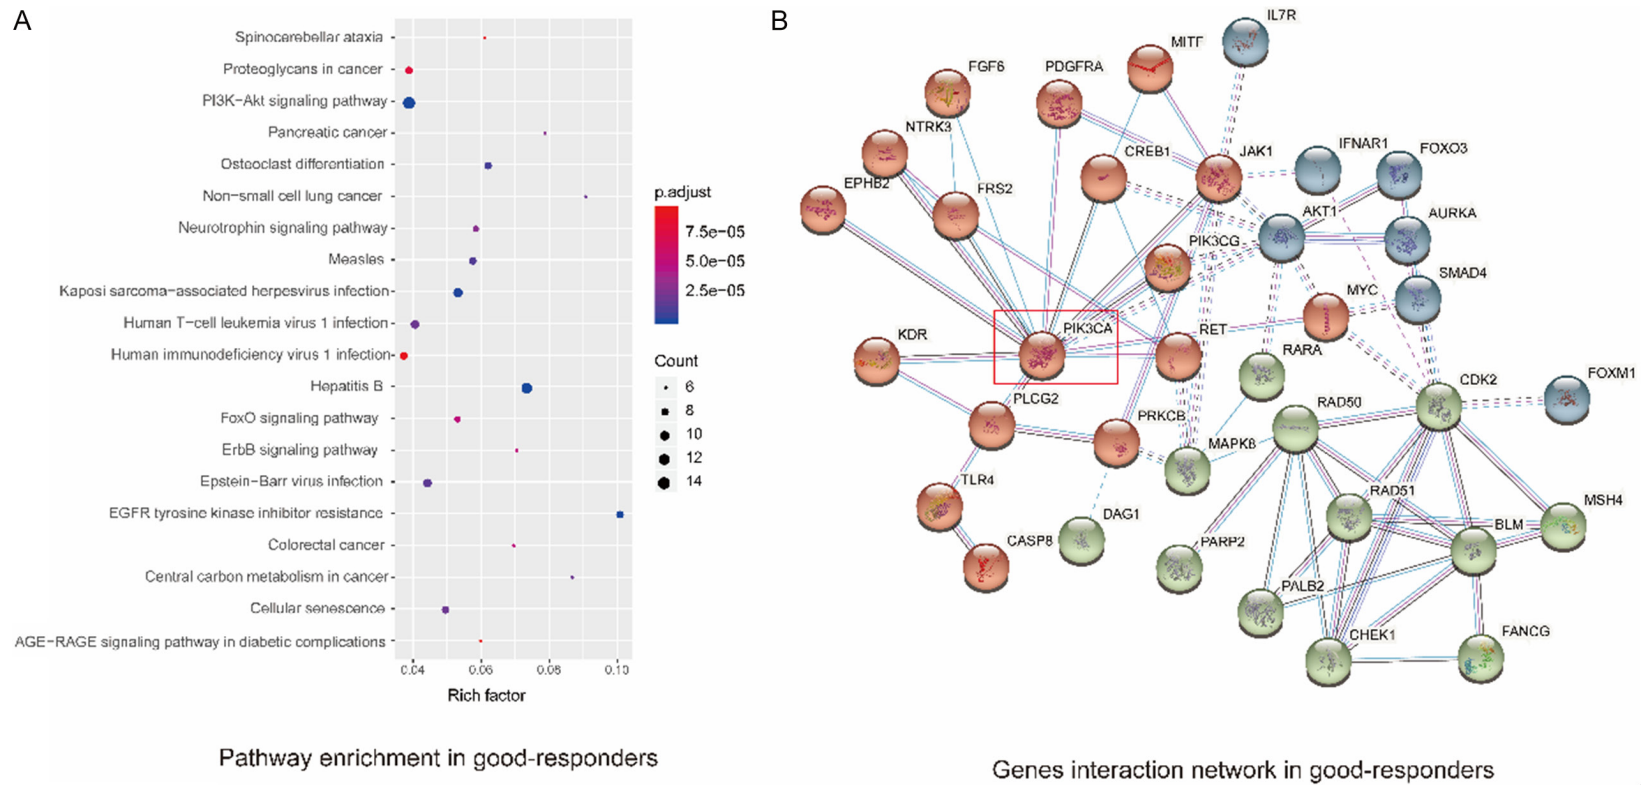 A
Spinocerebellar ataxia
Proteoglycans in cancer
PI3K−Akt signaling pathway
Pancreatic cancer
Osteoclast differentiation
Non−small cell lung cancer
Neurotrophin signaling pathway
Measles
Kaposi sarcoma−associated herpesvirus infection
Human T−cell leukemia virus 1 infection
Human immunodeficiency virus 1 infection
Hepatitis B
FoxO signaling pathway
ErbB signaling pathway
Epstein−Barr virus infection
EGFR tyrosine kinase inhibitor resistance
Colorectal cancer
Central carbon metabolism in cancer
Cellular senescence
AGE−RAGE signaling pathway in diabetic complications
0.04 0.06 0.08 0.10
Rich factor
p.adjust
7.5e−05
5.0e−05
2.5e−05
Count
6
8
10
12
14
Pathway enrichment in good-responders
B
IL7R
MITF
FGF6
PDGFRA
NTRK3
CREB1
JAK1
IFNAR1
FOXO3
EPHB2
FRS2
AKT1
AURKA
PIK3CG
SMAD4
MYC
KDR
PIK3CA
RET
RARA
CDK2
FOXM1
PLCG2
PRKCB
RAD50
MAPK8
TLR4
RAD51
MSH4
DAG1
BLM
CASP8
PARP2
PALB2
CHEK1
FANCG
Genes interaction network in good-responders